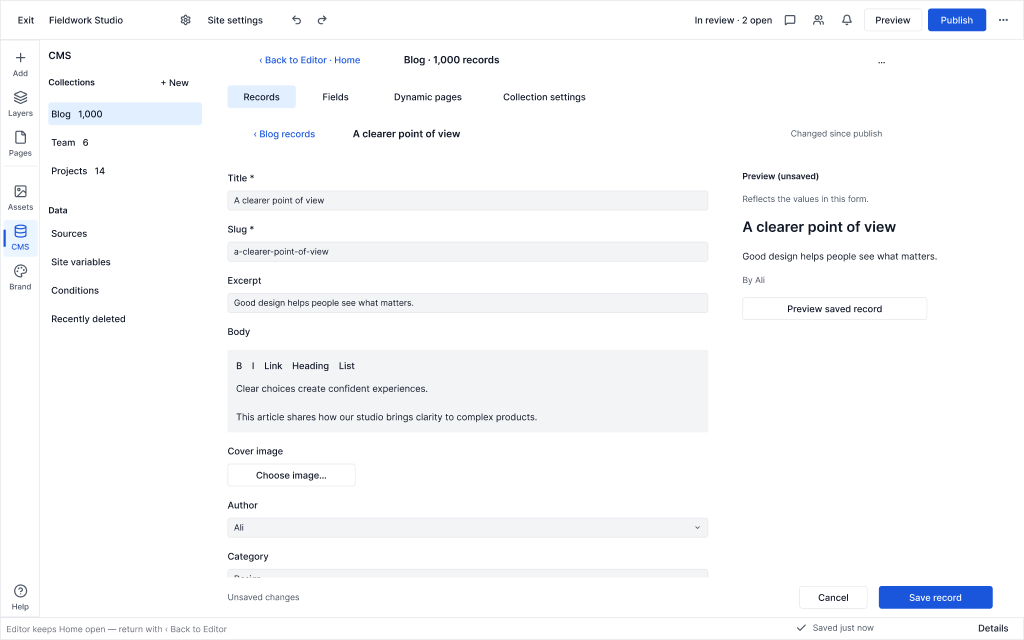 Exit Fieldwork Studio Site settings In review · 2 open Preview Publish
Add
Layers
Pages
Assets
CMS
Brand
Help
CMS
Collections + New
Blog 1,000
Team 6
Projects 14
Data
Sources
Site variables
Conditions
Recently deleted
‹ Back to Editor · Home Blog · 1,000 records ...
Records Fields Dynamic pages Collection settings
‹ Blog records A clearer point of view Changed since publish
Title *
A clearer point of view
Slug *
a-clearer-point-of-view
Excerpt
Good design helps people see what matters.
Body
B I Link Heading List
Clear choices create confident experiences.
This article shares how our studio brings clarity to complex products.
Cover image
Choose image...
Author
Ali
Category
Preview (unsaved)
Reflects the values in this form.
A clearer point of view
Good design helps people see what matters.
By Ali
Preview saved record
Unsaved changes Cancel Save record
Editor keeps Home open — return with ‹ Back to Editor Saved just now Details